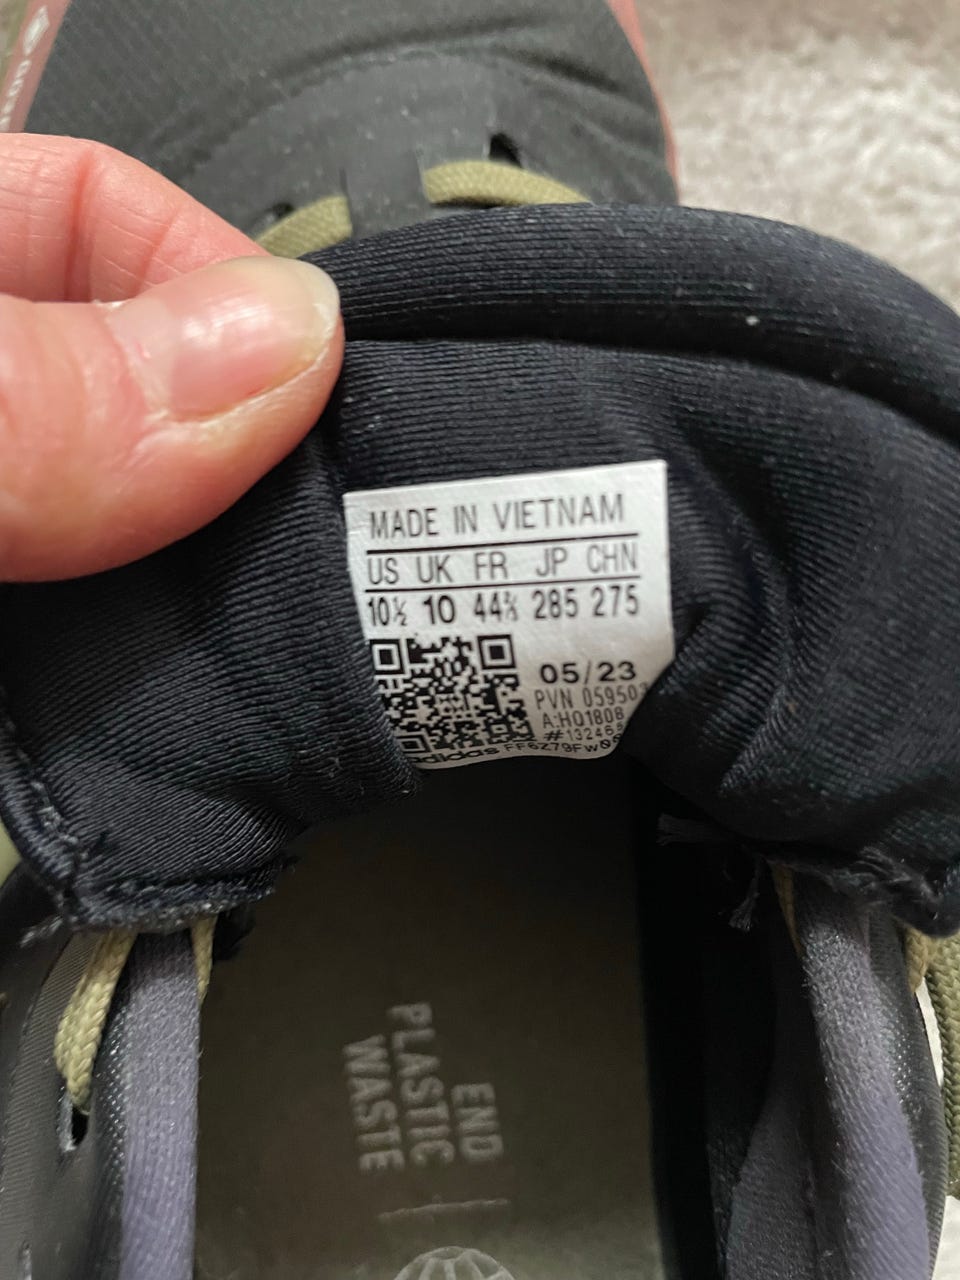 MADE IN VIETNAM
US UK FR JP CHN
10½ 10 44⅔ 285 275
05/23
PVN
A:HQ1808
adidas
END
PLASTIC
WASTE